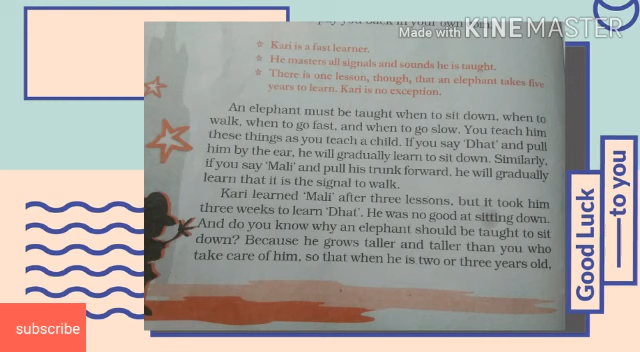 Made with KINEMASTER
☆ Kari is a fast learner.
☆ He masters all signals and sounds he is taught.
☆ There is one lesson, though, that an elephant takes five
years to learn. Kari is no exception.
An elephant must be taught when to sit down, when to
walk, when to go fast, and when to go slow. You teach him
these things as you teach a child. If you say 'Dhat' and pull
him by the ear, he will gradually learn to sit down. Similarly,
if you say 'Mali' and pull his trunk forward, he will gradually
learn that it is the signal to walk.
Kari learned 'Mali' after three lessons, but it took him
three weeks to learn 'Dhat'. He was no good at sitting down.
And do you know why an elephant should be taught to sit
down? Because he grows taller and taller than you who
take care of him, so that when he is two or three years old,
Good Luck
to you
subscribe